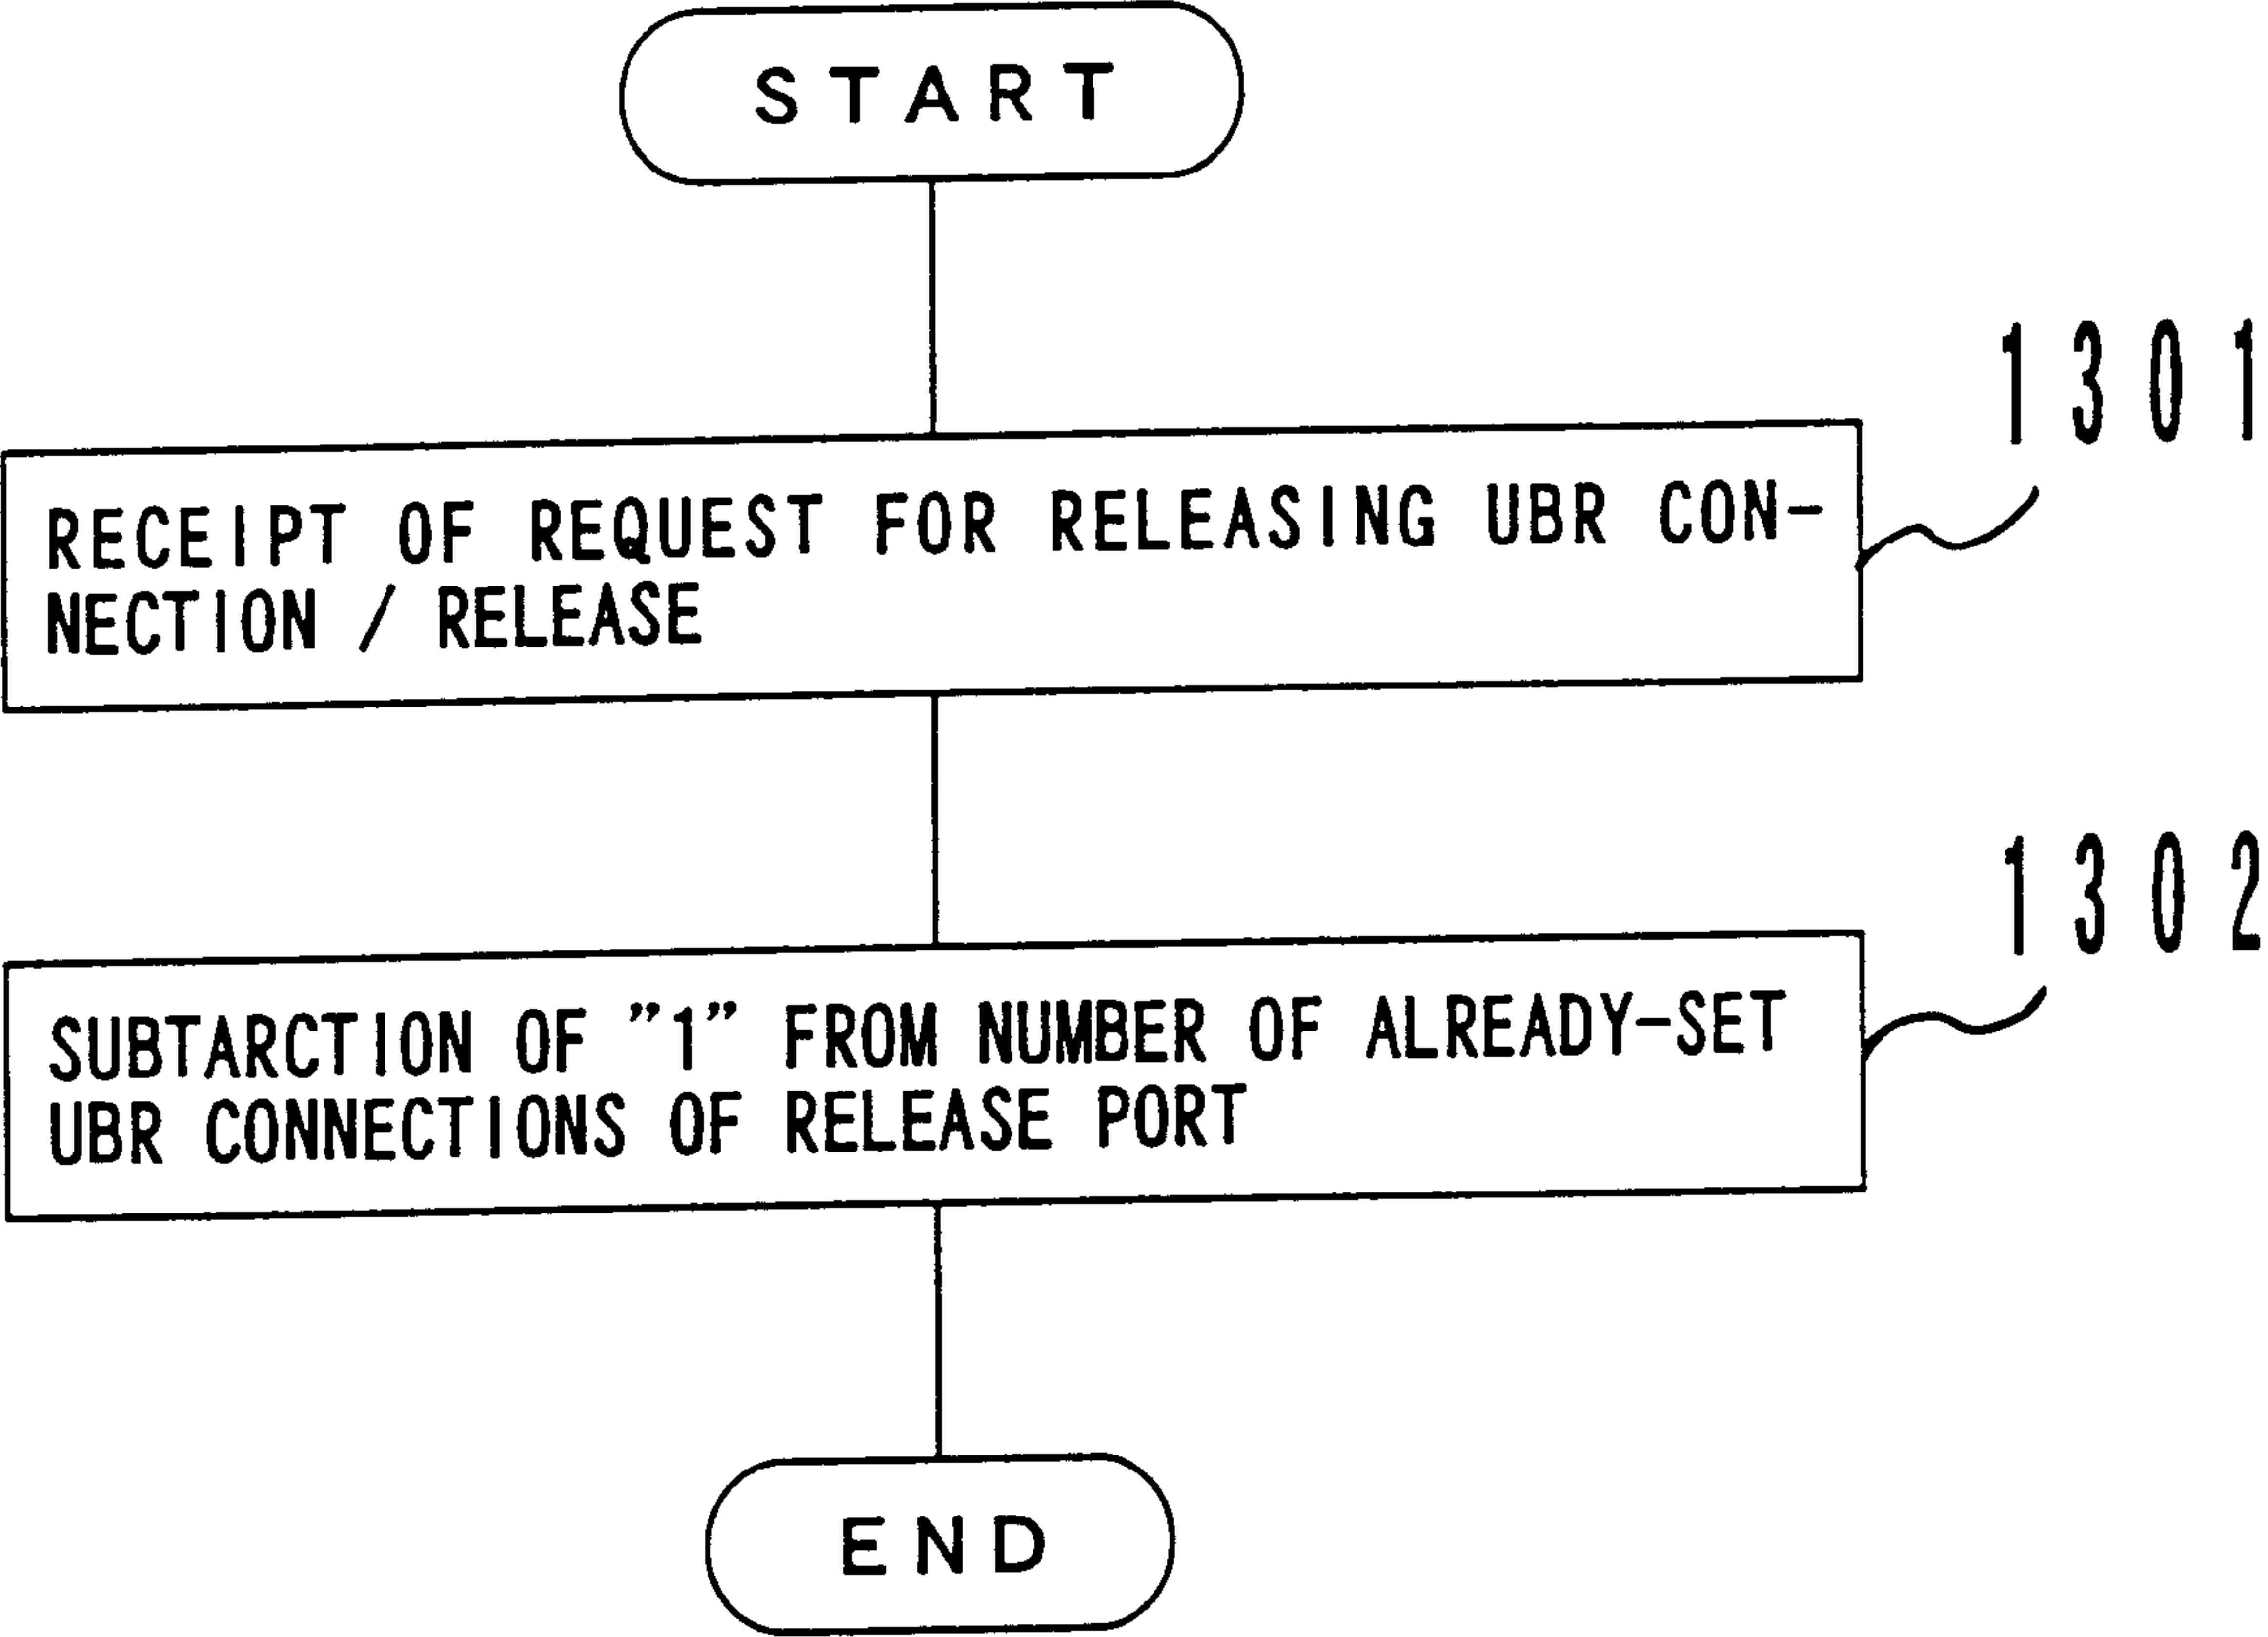 START
1301
RECEIPT OF REQUEST FOR RELEASING UBR CON-
NECTION / RELEASE
1302
SUBTARCTION OF "1" FROM NUMBER OF ALREADY-SET
UBR CONNECTIONS OF RELEASE PORT
END